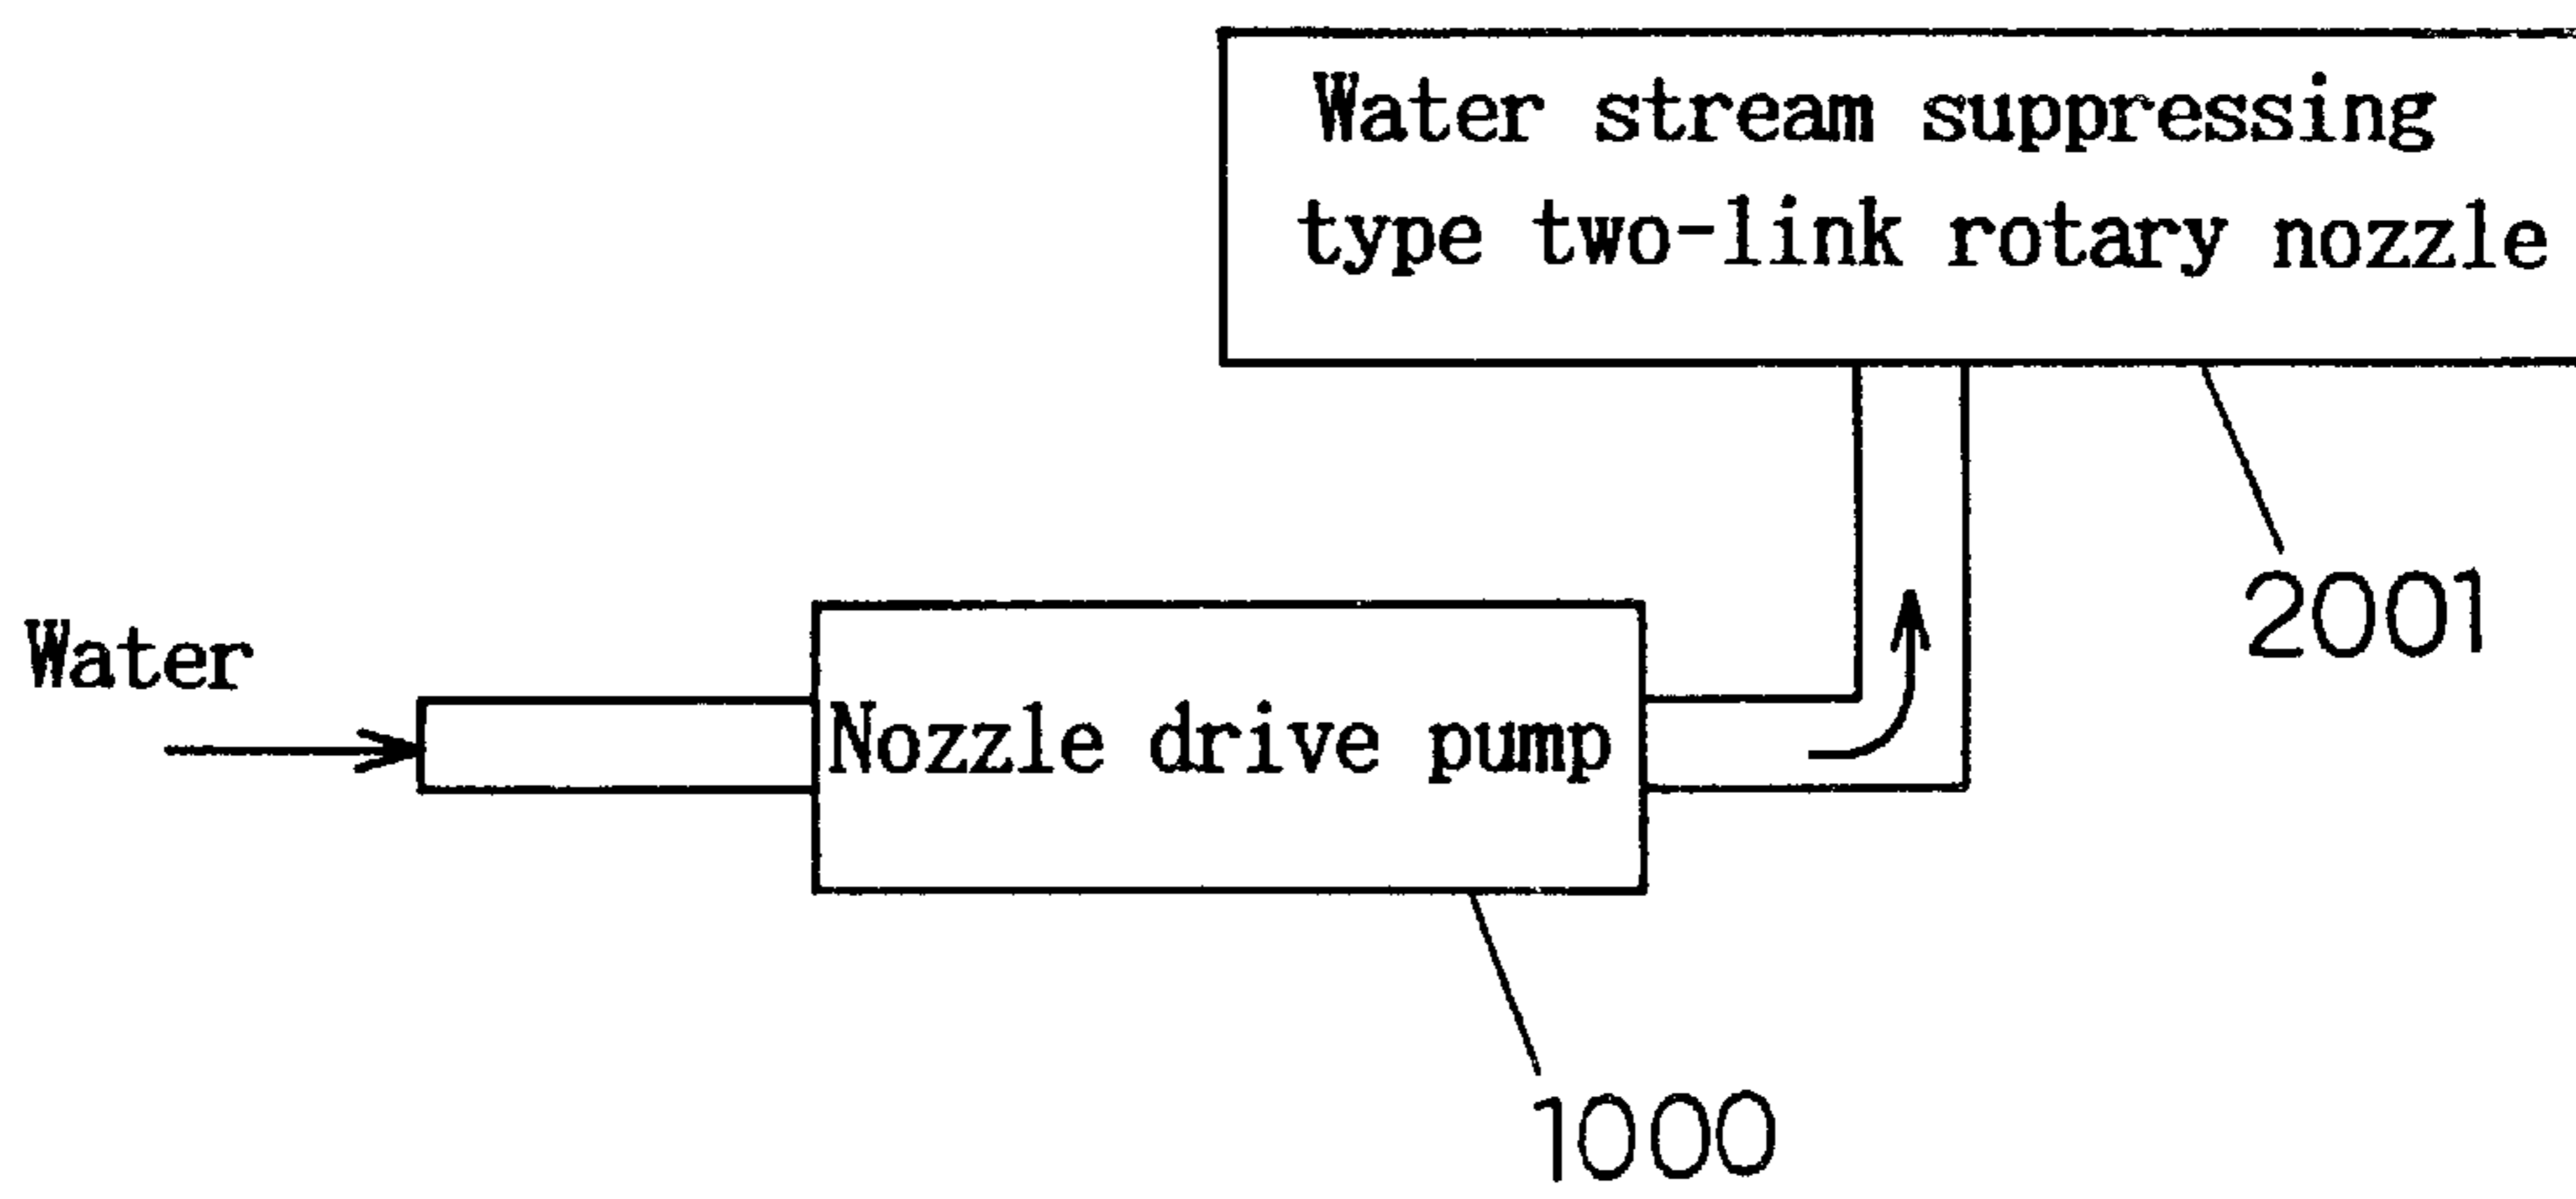 Water stream suppressing
type two-link rotary nozzle
2001
Water
Nozzle drive pump
1000